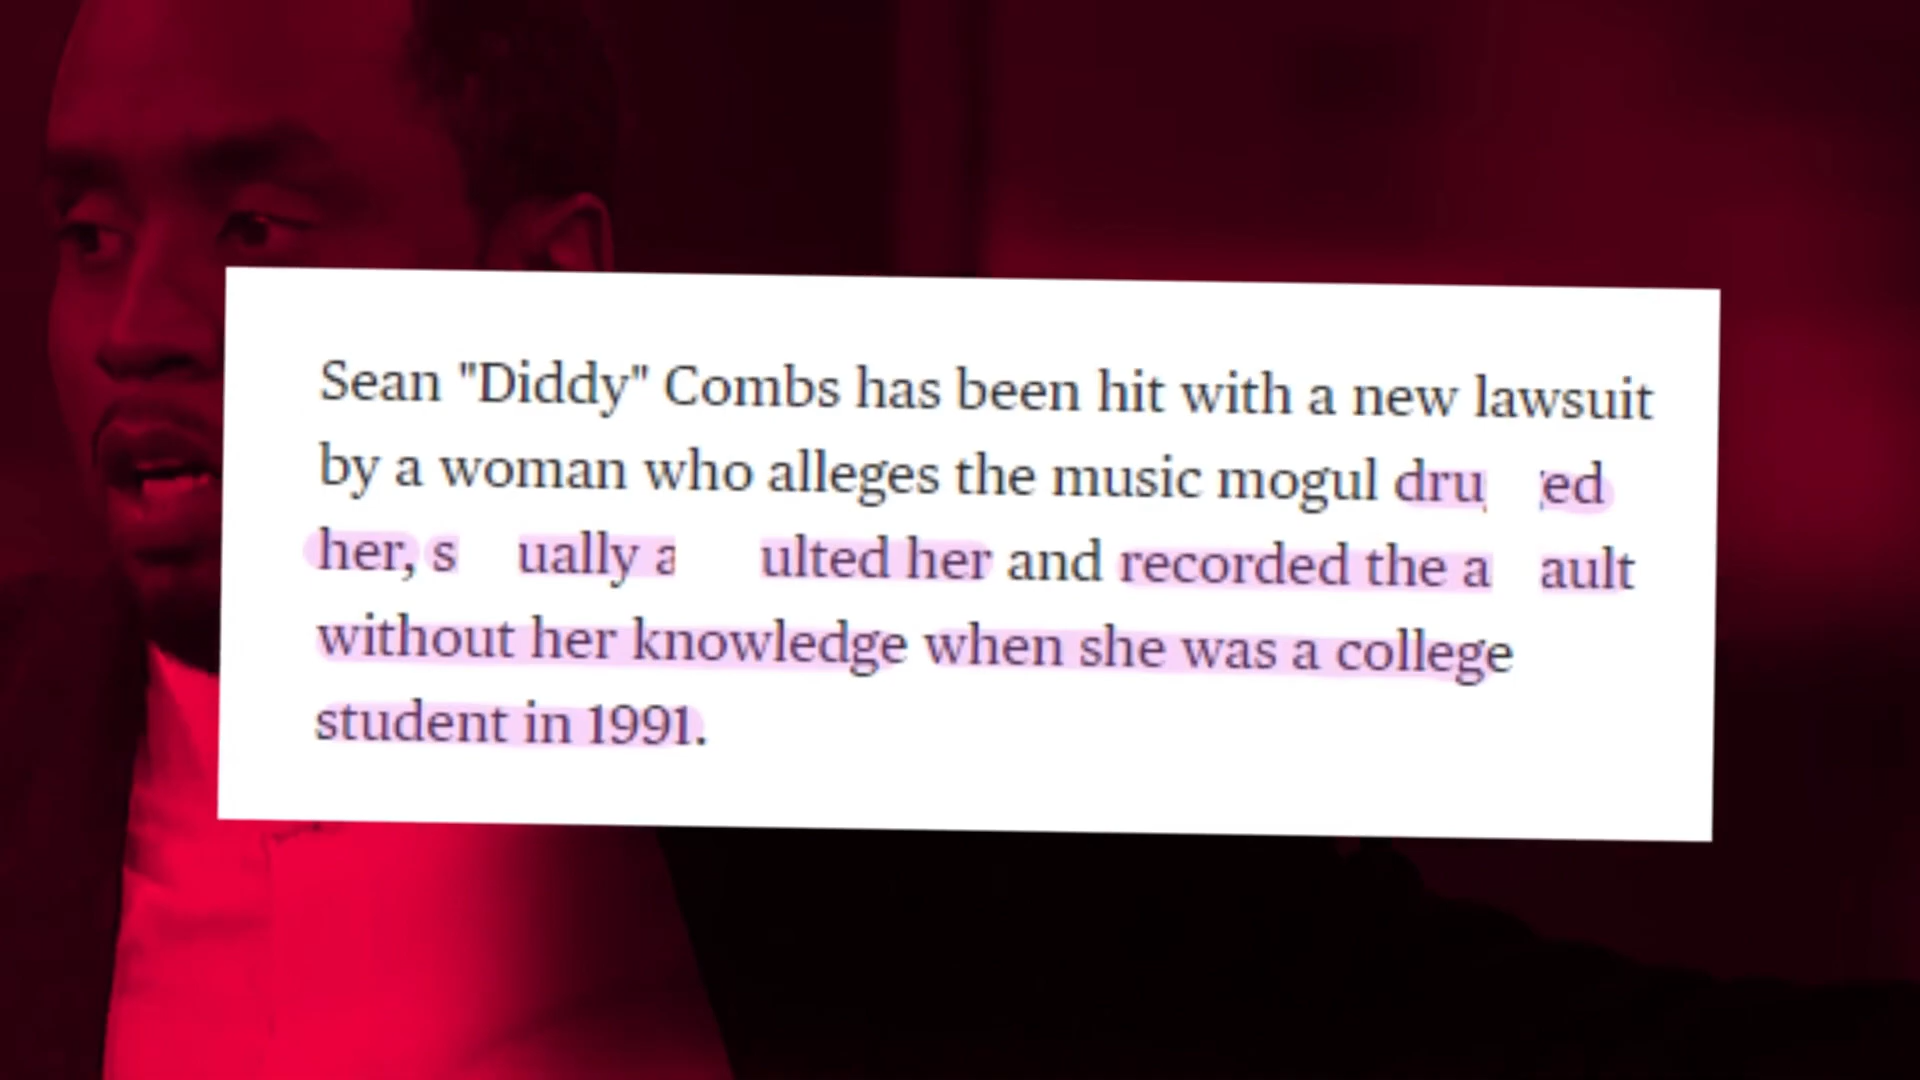 Sean "Diddy" Combs has been hit with a new lawsuit
by a woman who alleges the music mogul dru ed
her, s ually a ulted her and recorded the a ault
without her knowledge when she was a college
student in 1991.